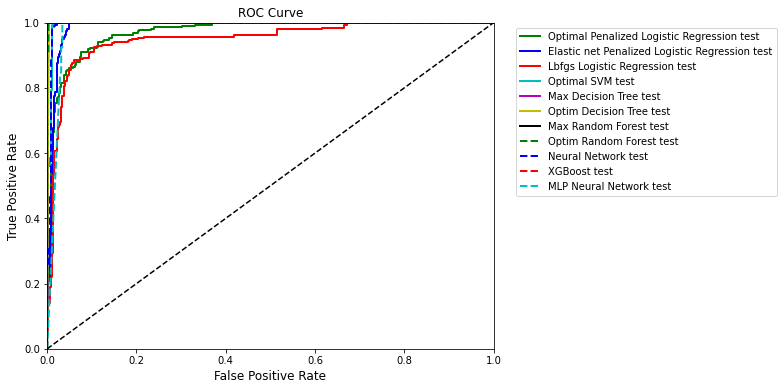 ROC Curve
1.0
0.8
0.6
0.4
0.2
0.0
True Positive Rate
0.0 0.2 0.4 0.6 0.8 1.0
False Positive Rate
Optimal Penalized Logistic Regression test
Elastic net Penalized Logistic Regression test
Lbfgs Logistic Regression test
Optimal SVM test
Max Decision Tree test
Optim Decision Tree test
Max Random Forest test
Optim Random Forest test
Neural Network test
XGBoost test
MLP Neural Network test